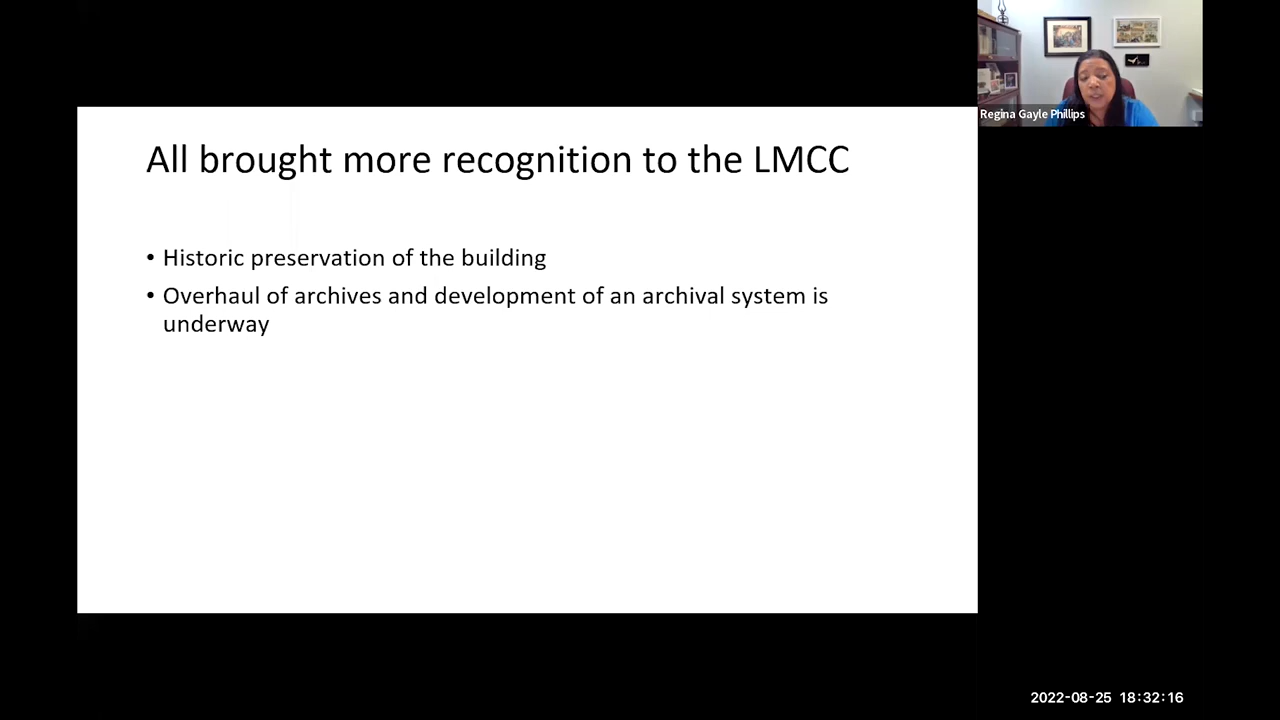 All brought more recognition to the LMCC
• Historic preservation of the building
• Overhaul of archives and development of an archival system is
underway
Regina Gayle Phillips
2022-08-25 18:32:16